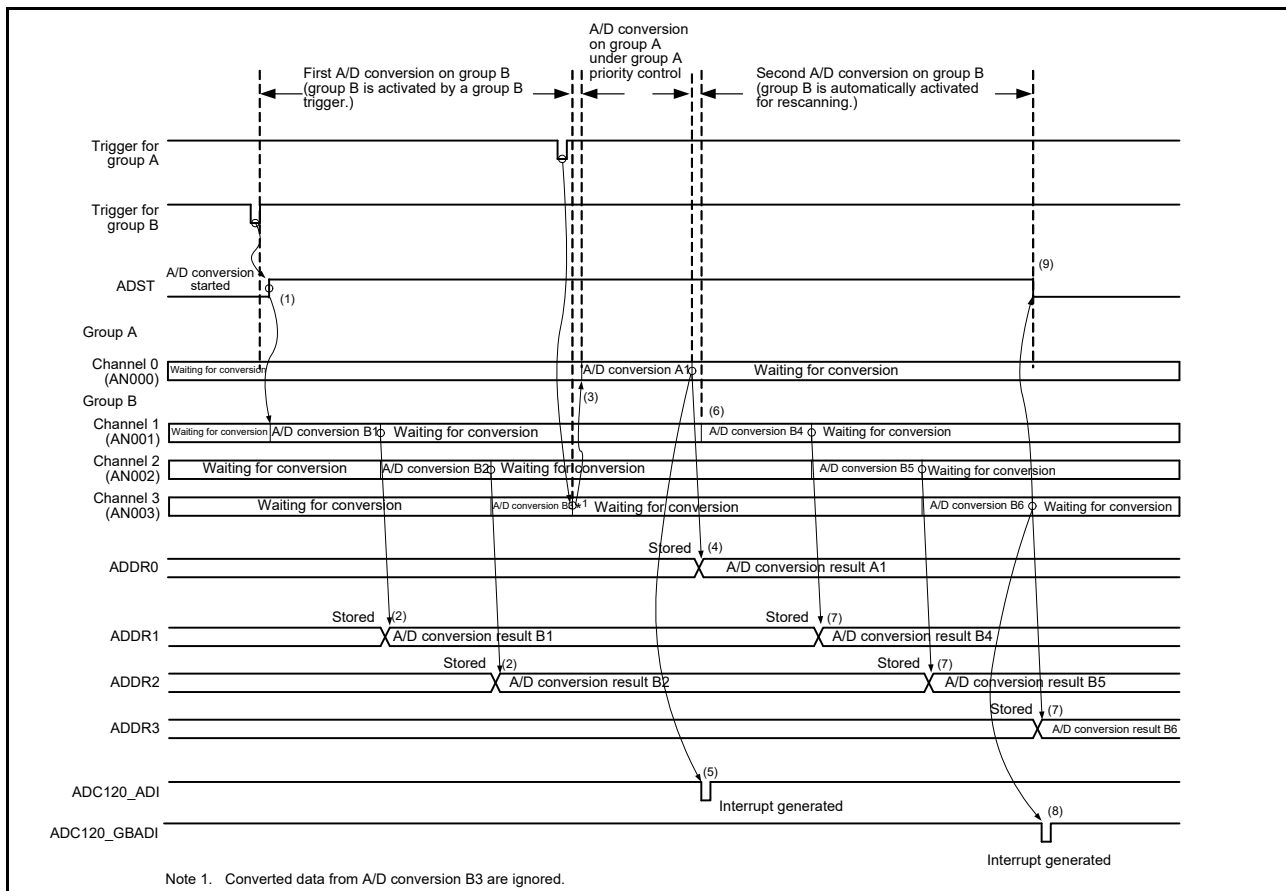 A/D conversion
on group A
under group A
priority control
First A/D conversion on group B
(group B is activated by a group B
trigger.)
Second A/D conversion on group B
(group B is automatically activated
for rescanning.)
Trigger for
group A
Trigger for
group B
ADST
A/D conversion
started
(1)
(9)
Group A
Channel 0
(AN000)
Waiting for conversion
A/D conversion A1
Waiting for conversion
(3)
Group B
(6)
Channel 1
(AN001)
Waiting for conversion
A/D conversion B1
Waiting for conversion
A/D conversion B4
Waiting for conversion
Channel 2
(AN002)
Waiting for conversion
A/D conversion B2
Waiting for conversion
A/D conversion B5
Waiting for conversion
Channel 3
(AN003)
Waiting for conversion
A/D conversion B3
*1
Waiting for conversion
A/D conversion B6
Waiting for conversion
ADDR0
Stored
(4)
A/D conversion result A1
ADDR1
Stored
(2)
A/D conversion result B1
Stored
(7)
A/D conversion result B4
ADDR2
Stored
(2)
A/D conversion result B2
Stored
(7)
A/D conversion result B5
ADDR3
Stored
(7)
A/D conversion result B6
ADC120_ADI
(5)
Interrupt generated
ADC120_GBADI
(8)
Interrupt generated
Note 1. Converted data from A/D conversion B3 are ignored.